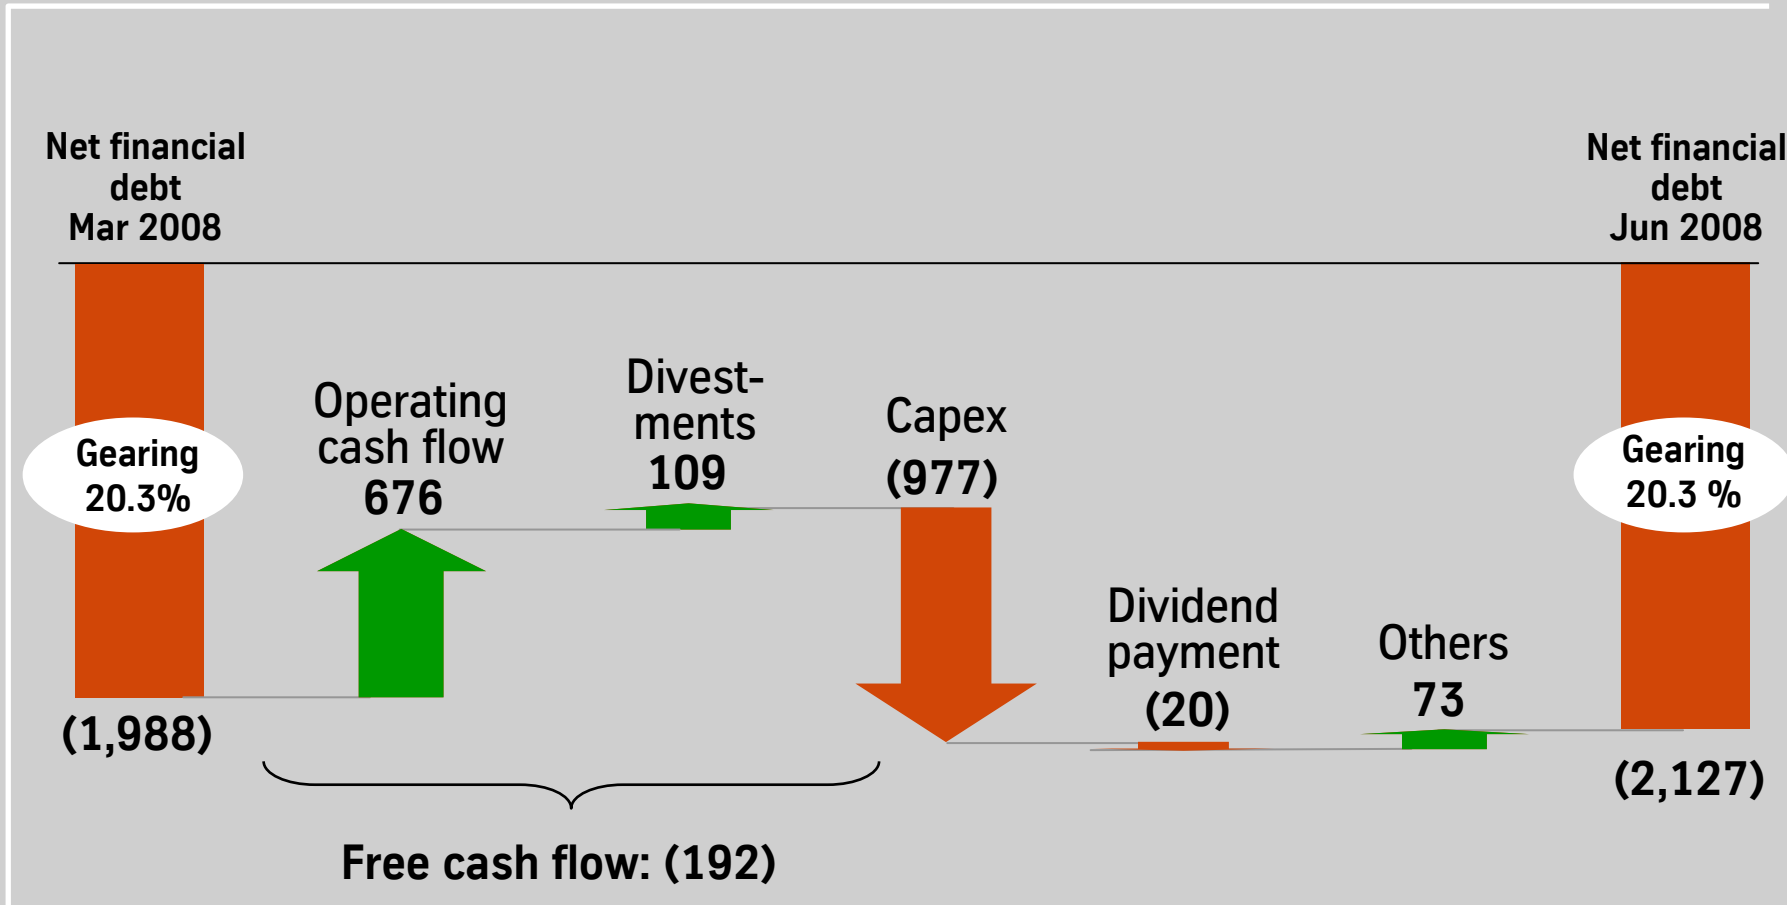 Net financial
debt
Mar 2008
Net financial
debt
Jun 2008
Gearing
20.3%
(1,988)
Operating
cash flow
676
Divest-
ments
109
Capex
(977)
Dividend
payment
(20)
Others
73
Gearing
20.3 %
(2,127)
Free cash flow: (192)